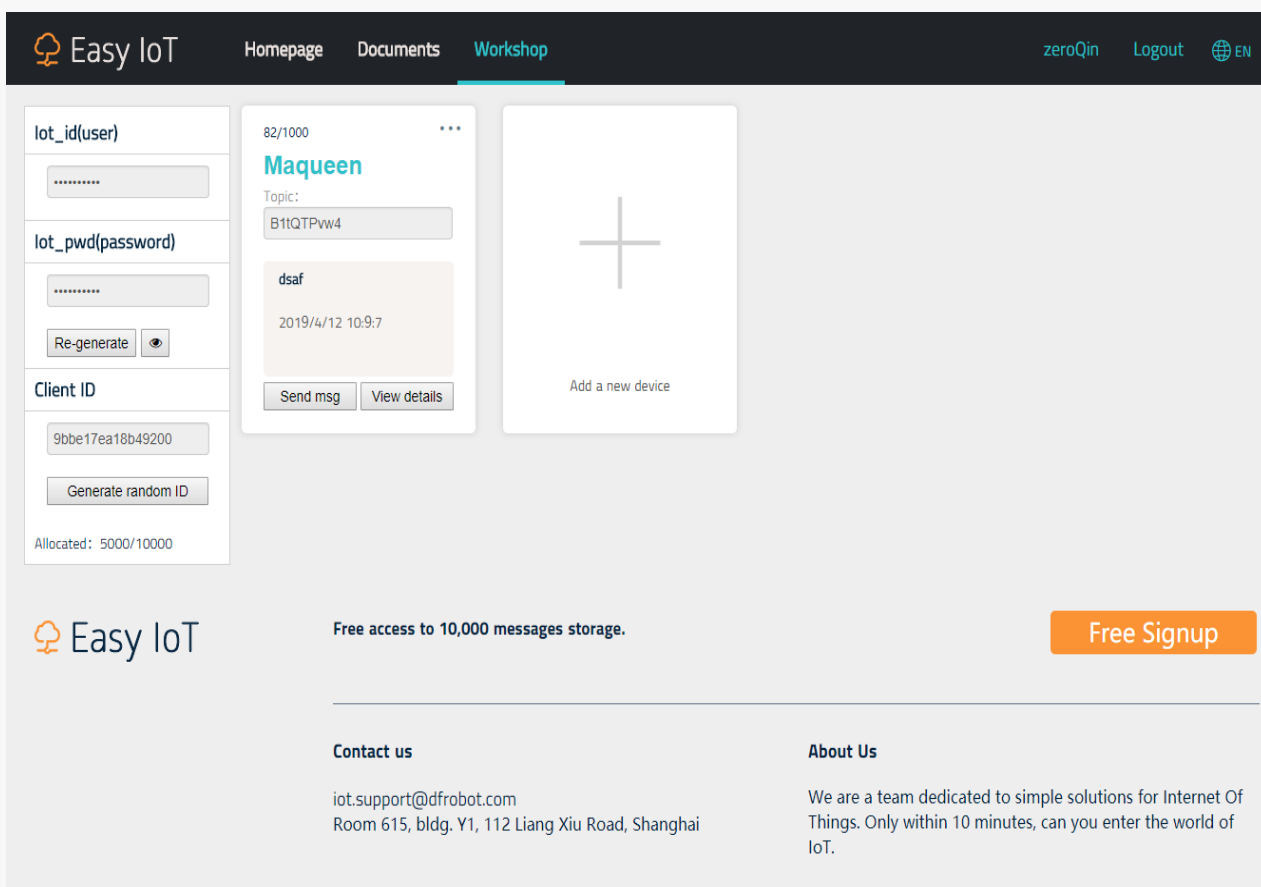 Easy IoT
Homepage Documents Workshop
zeroQin Logout EN
Iot_id(user)
••••••••••
Iot_pwd(password)
••••••••••
Re-generate
Client ID
9bbe17ea18b49200
Generate random ID
Allocated: 5000/10000
82/1000 •••
Maqueen
Topic:
B1tQTPvw4
dsaf
2019/4/12 10:9:7
Send msg View details
Add a new device
Easy IoT
Free access to 10,000 messages storage.
Free Signup
Contact us
iot.support@dfrobot.com
Room 615, bldg. Y1, 112 Liang Xiu Road, Shanghai
About Us
We are a team dedicated to simple solutions for Internet Of
Things. Only within 10 minutes, can you enter the world of
IoT.